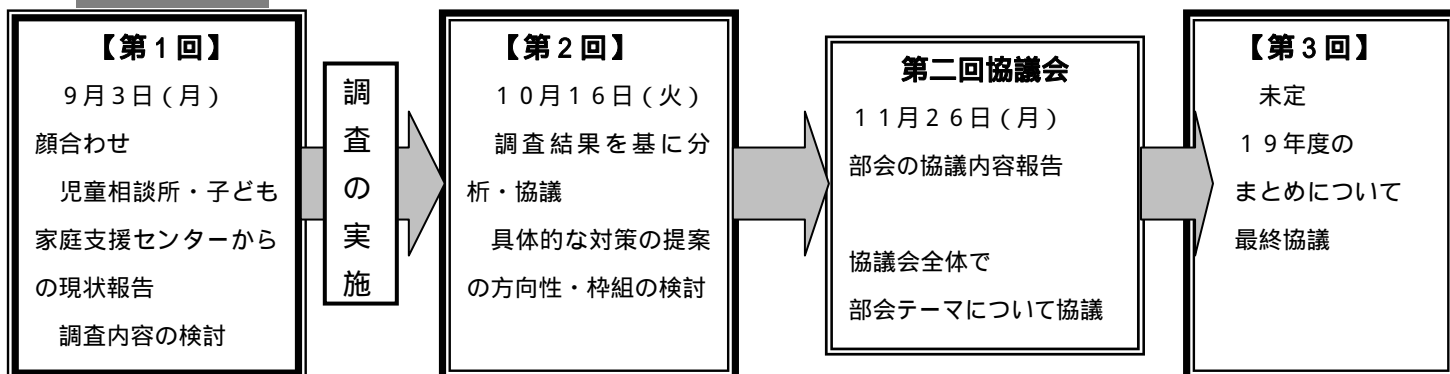 【第１回】
９月３日（月）
顔合わせ
児童相談所・子ども
家庭支援センターから
の現状報告
調査内容の検討
調
査
の
実
施
【第２回】
１０月１６日（火）
調査結果を基に分
析・協議
具体的な対策の提案
の方向性・枠組の検討
第二回協議会
１１月２６日（月）
部会の協議内容報告
協議会全体で
部会テーマについて協議
【第３回】
未定
１９年度の
まとめについて
最終協議